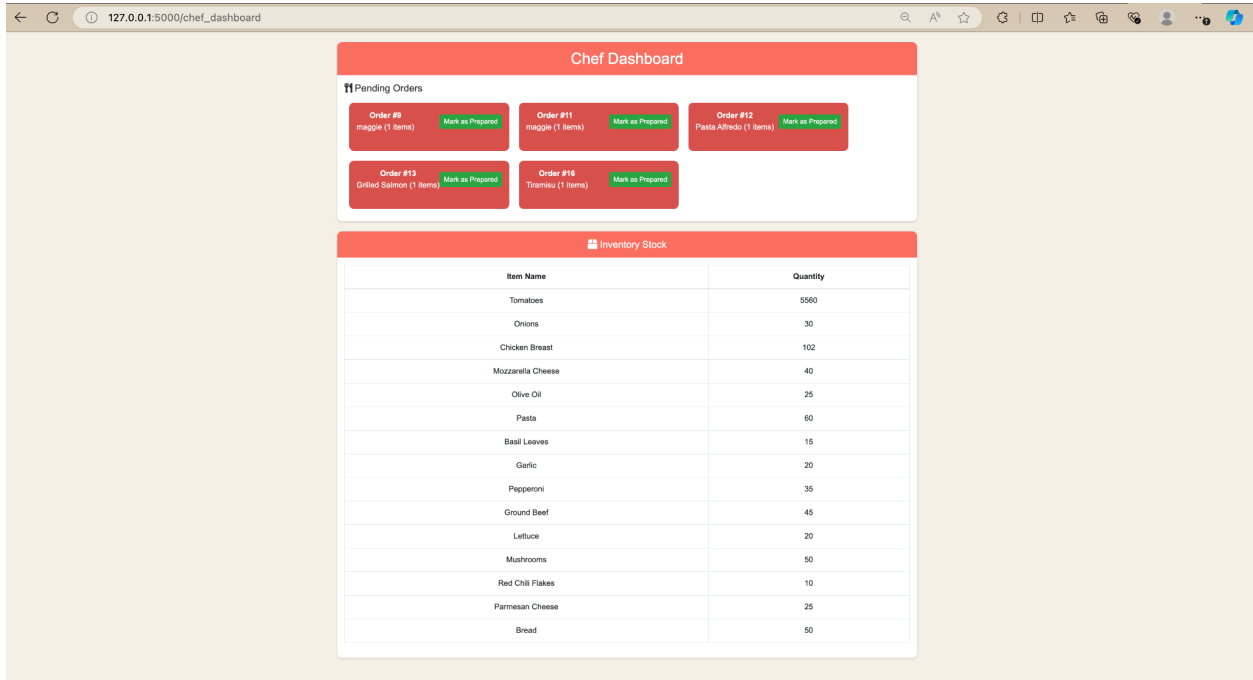 127.0.0.1:5000/chef_dashboard
Chef Dashboard
Pending Orders
Order #9
maggie (1 items)
Mark as Prepared
Order #11
maggie (1 items)
Mark as Prepared
Order #12
Pasta Alfredo (1 items)
Mark as Prepared
Order #13
Grilled Salmon (1 items)
Mark as Prepared
Order #16
Tiramisu (1 items)
Mark as Prepared
Inventory Stock
Item Name Quantity
Tomatoes 5560
Onions 30
Chicken Breast 102
Mozzarella Cheese 40
Olive Oil 25
Pasta 60
Basil Leaves 15
Garlic 20
Pepperoni 35
Ground Beef 45
Lettuce 20
Mushrooms 50
Red Chili Flakes 10
Parmesan Cheese 25
Bread 50